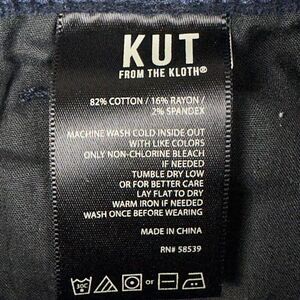 KUT
FROM THE KLOTH®
82% COTTON / 16% RAYON /
2% SPANDEX
MACHINE WASH COLD INSIDE OUT
WITH LIKE COLORS
ONLY NON-CHLORINE BLEACH
IF NEEDED
TUMBLE DRY LOW
OR FOR BETTER CARE
LAY FLAT TO DRY
WARM IRON IF NEEDED
WASH ONCE BEFORE WEARING
MADE IN CHINA
RN# 58539
30C or